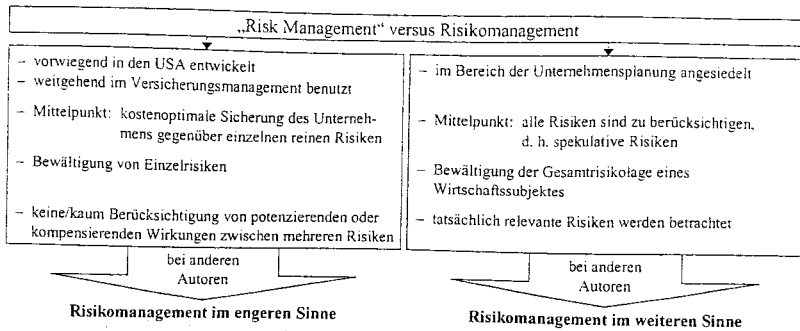 „Risk Management“ versus Risikomanagement
– vorwiegend in den USA entwickelt
– weitgehend im Versicherungsmanagement benutzt
– Mittelpunkt: kostenoptimale Sicherung des Unterneh-
mens gegenüber einzelnen reinen Risiken
– Bewältigung von Einzelrisiken
– keine/kaum Berücksichtigung von potenzierenden oder
kompensierenden Wirkungen zwischen mehreren Risiken
bei anderen
Autoren
Risikomanagement im engeren Sinne
– im Bereich der Unternehmensplanung angesiedelt
– Mittelpunkt: alle Risiken sind zu berücksichtigen,
d. h. spekulative Risiken
– Bewältigung der Gesamtrisikolage eines
Wirtschaftssubjektes
– tatsächlich relevante Risiken werden betrachtet
bei anderen
Autoren
Risikomanagement im weiteren Sinne